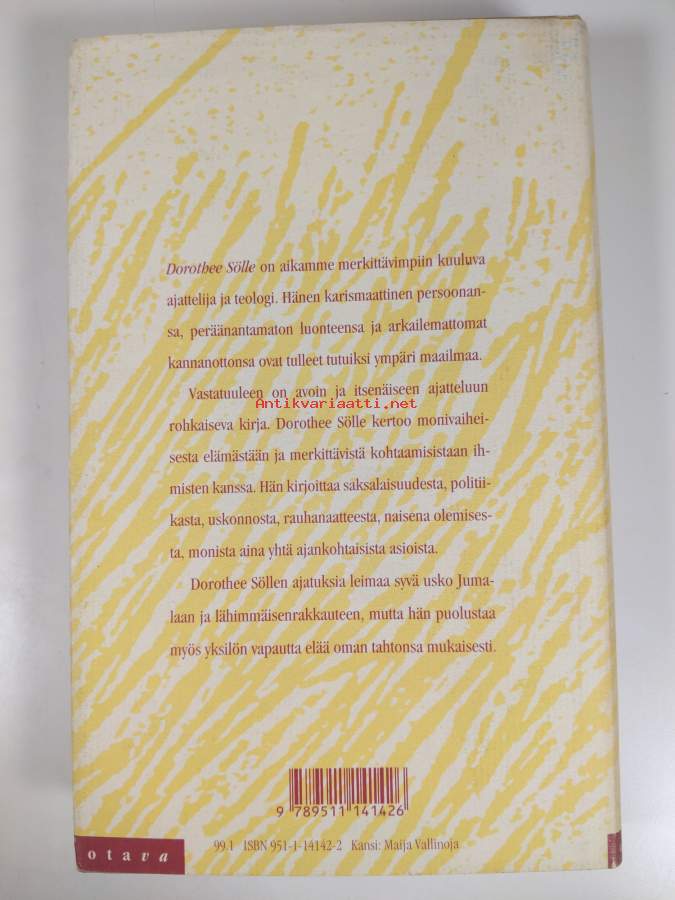 Dorothee Sölle on aikamme merkittävimpiin kuuluva
ajattelija ja teologi. Hänen karismaattinen persoonan-
sa, peräänantamaton luonteensa ja arkailemattomat
kannanottonsa ovat tulleet tutuiksi ympäri maailmaa.
Vastatuuleen on avoin ja itsenäiseen ajatteluun
Antikvariaatti.net
rohkaiseva kirja. Dorothee Sölle kertoo monivaihei-
sesta elämästään ja merkittävistä kohtaamisistaan ih-
misten kanssa. Hän kirjoittaa saksalaisuudesta, politii-
kasta, uskonnosta, rauhanaatteesta, naisena olemises-
ta, monista aina yhtä ajankohtaisista asioista.
Dorothee Söllen ajatuksia leimaa syvä usko Juma-
laan ja lähimmäisenrakkauteen, mutta hän puolustaa
myös yksilön vapautta elää oman tahtonsa mukaisesti.
9 789511 141426
otava
99.1 ISBN 951-1-14142-2 Kansi: Maija Vallinoja